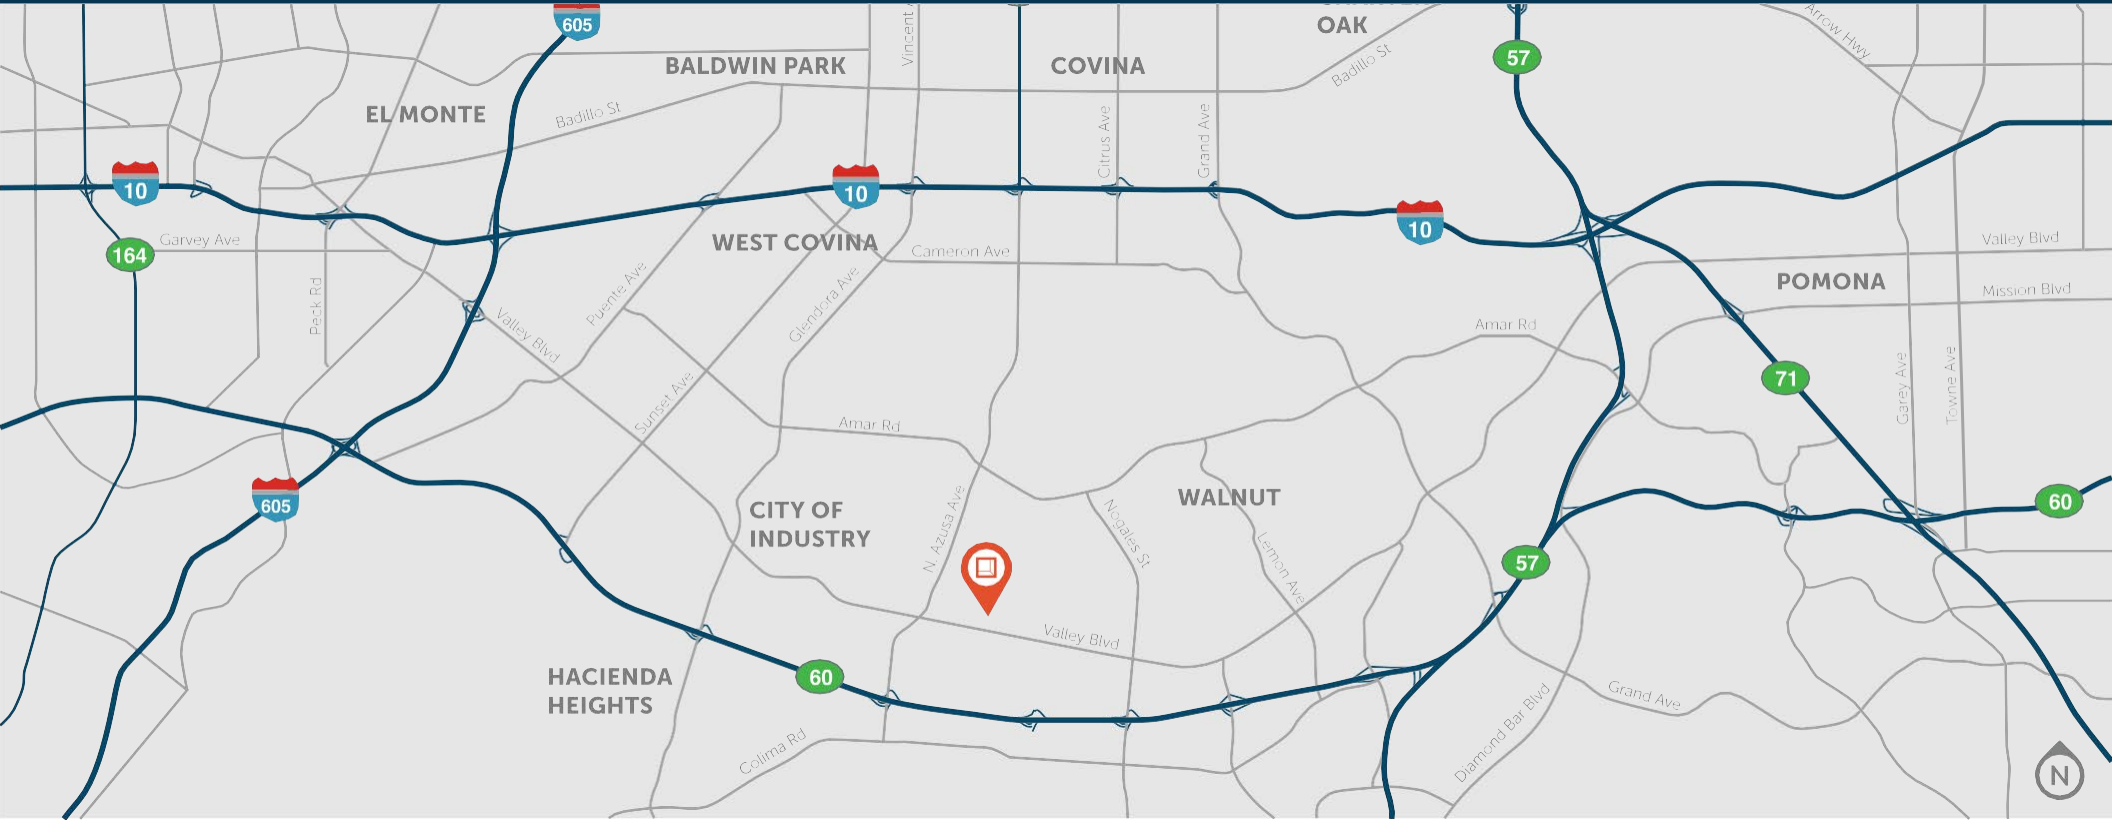 605
OAK
Vincent
Arrow Hwy
57
BALDWIN PARK
COVINA
Badillo St
EL MONTE
Badillo St
Citrus Ave
Grand Ave
10
10
10
164
Garvey Ave
WEST COVINA
Cameron Ave
Valley Blvd
POMONA
Mission Blvd
Peck Rd
Puente Ave
Glendora Ave
Valley Blvd
Amar Rd
71
Garey Ave
Towne Ave
Sunset Ave
Amar Rd
605
CITY OF
INDUSTRY
N. Azusa Ave
Nogales St
WALNUT
Lemon Ave
60
57
Valley Blvd
HACIENDA
HEIGHTS
60
Colima Rd
Diamond Bar Blvd
Grand Ave
N